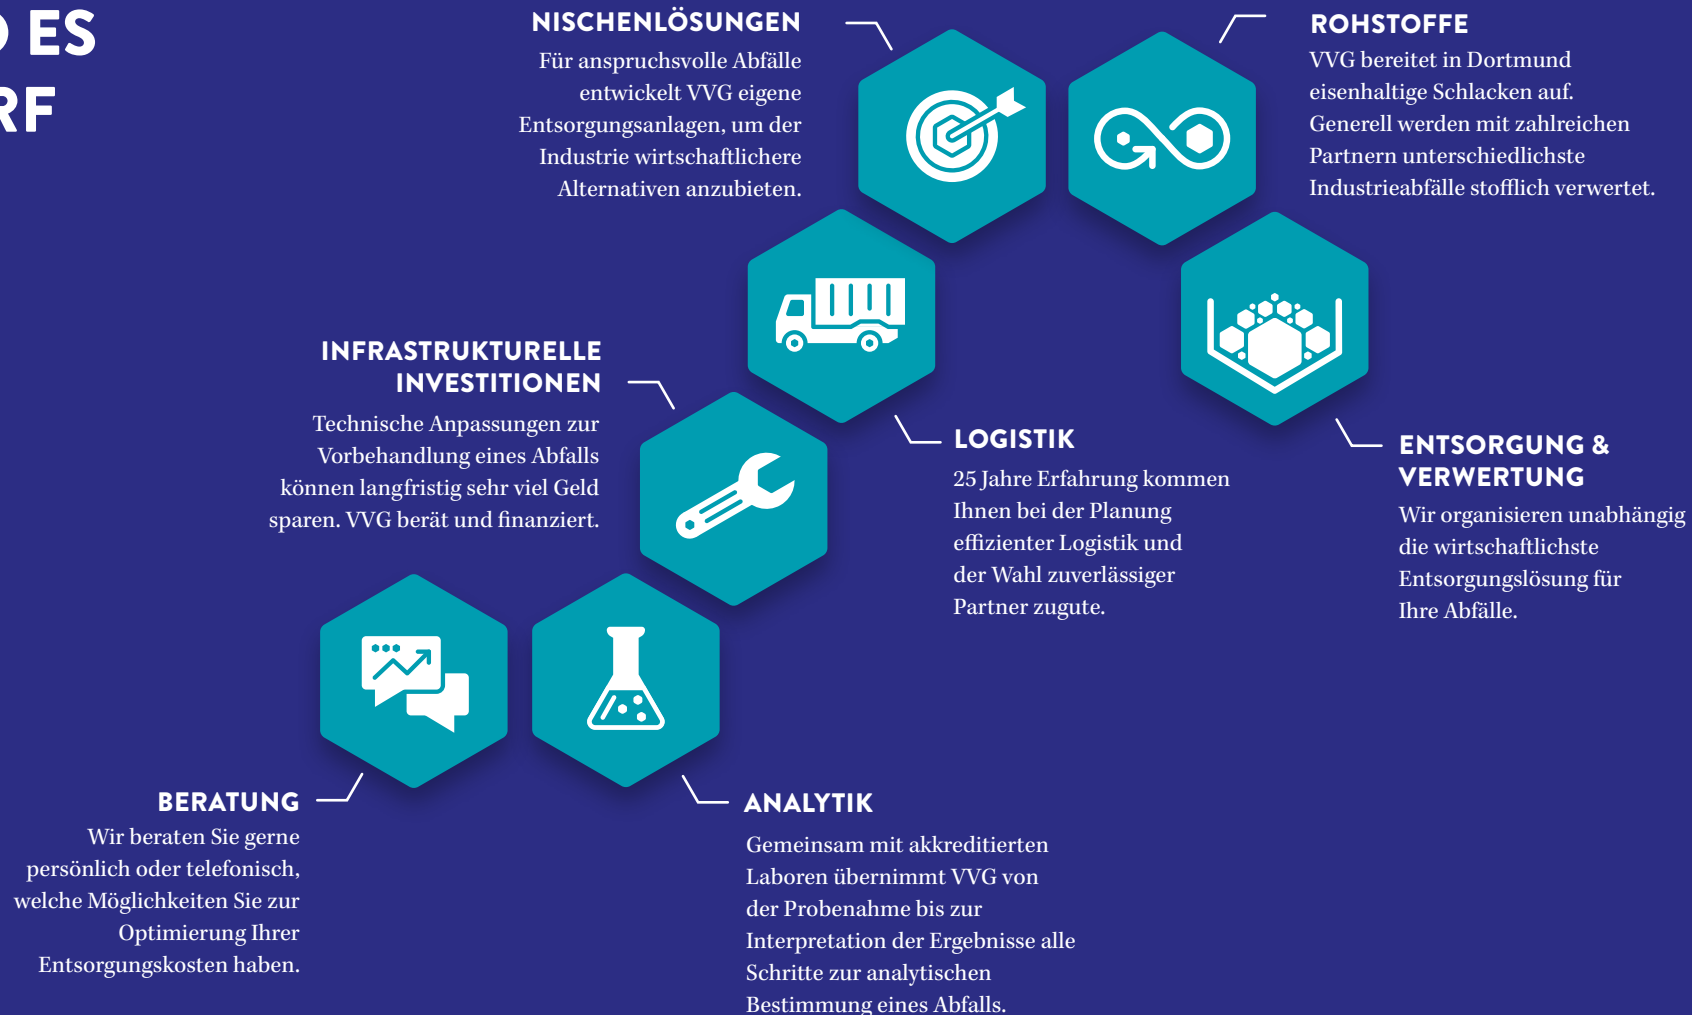 ES
RF
NISCHENLÖSUNGEN
Für anspruchsvolle Abfälle
entwickelt VVG eigene
Entsorgungsanlagen, um der
Industrie wirtschaftlichere
Alternativen anzubieten.
ROHSTOFFE
VVG bereitet in Dortmund
eisenhaltige Schlacken auf.
Generell werden mit zahlreichen
Partnern unterschiedlichste
Industrieabfälle stofflich verwertet.
INFRASTRUKTURELLE
INVESTITIONEN
Technische Anpassungen zur
Vorbehandlung eines Abfalls
können langfristig sehr viel Geld
sparen. VVG berät und finanziert.
LOGISTIK
25 Jahre Erfahrung kommen
Ihnen bei der Planung
effizienter Logistik und
der Wahl zuverlässiger
Partner zugute.
ENTSORGUNG &
VERWERTUNG
Wir organisieren unabhängig
die wirtschaftlichste
Entsorgungslösung für
Ihre Abfälle.
BERATUNG
Wir beraten Sie gerne
persönlich oder telefonisch,
welche Möglichkeiten Sie zur
Optimierung Ihrer
Entsorgungskosten haben.
ANALYTIK
Gemeinsam mit akkreditierten
Laboren übernimmt VVG von
der Probenahme bis zur
Interpretation der Ergebnisse alle
Schritte zur analytischen
Bestimmung eines Abfalls.